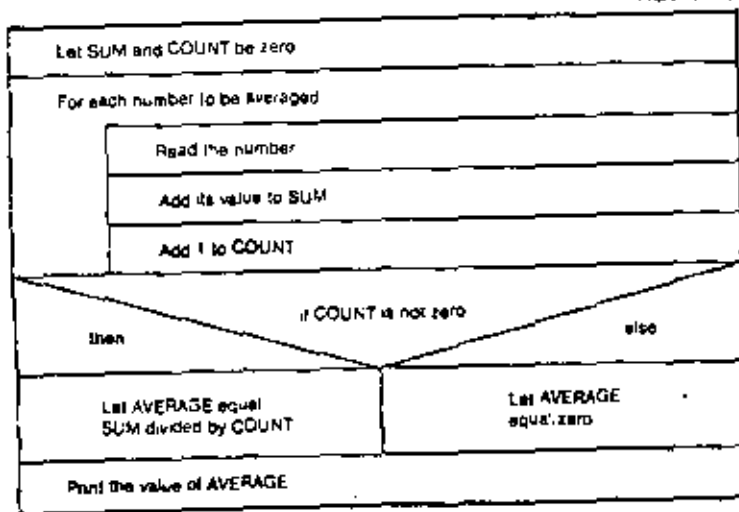 Let SUM and COUNT be zero
For each number to be averaged
Read the number
Add its value to SUM
Add 1 to COUNT
if COUNT is not zero
then
else
Let AVERAGE equal
SUM divided by COUNT
Let AVERAGE
equal zero
Print the value of AVERAGE